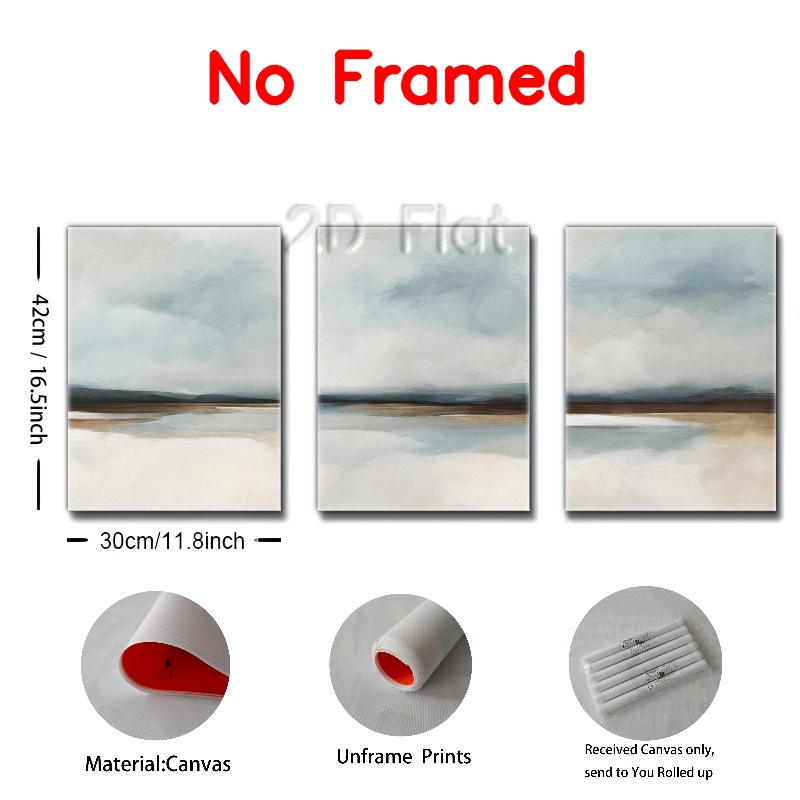 No Framed
2D Flat
42cm / 16.5inch
30cm/11.8inch
Material:Canvas
Unframe Prints
Received Canvas only,
send to You Rolled up